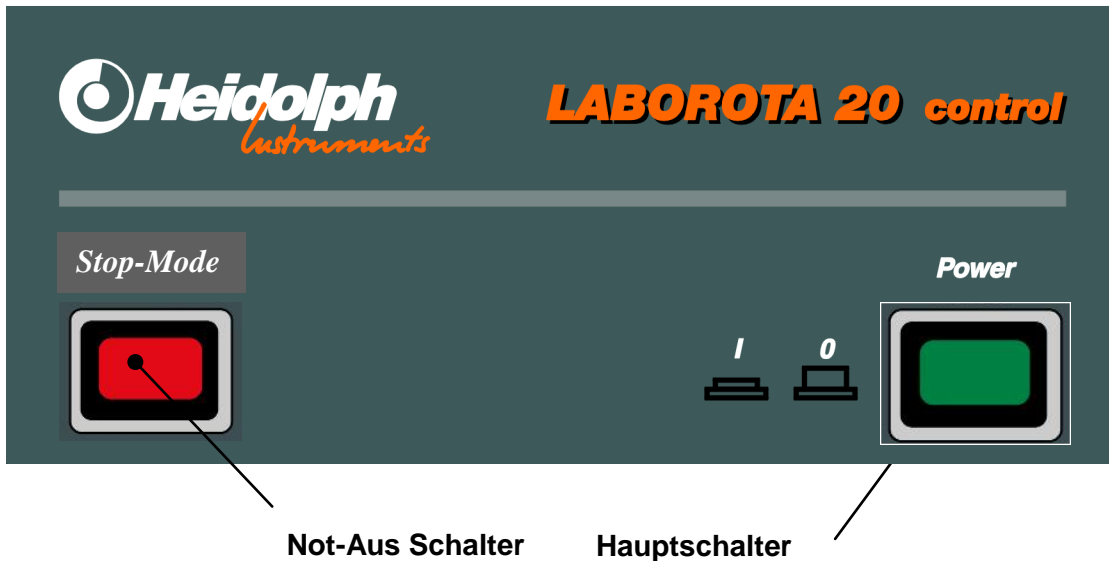 Heidolph
Instruments
LABOROTA 20 control
Stop-Mode
Power
I 0
Not-Aus Schalter Hauptschalter